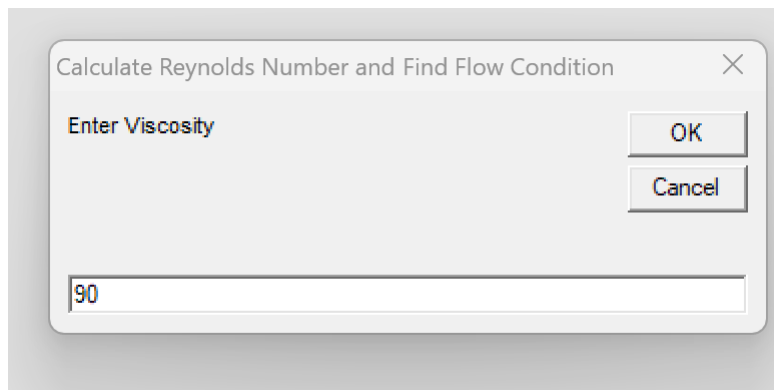 Calculate Reynolds Number and Find Flow Condition
Enter Viscosity
OK
Cancel
90